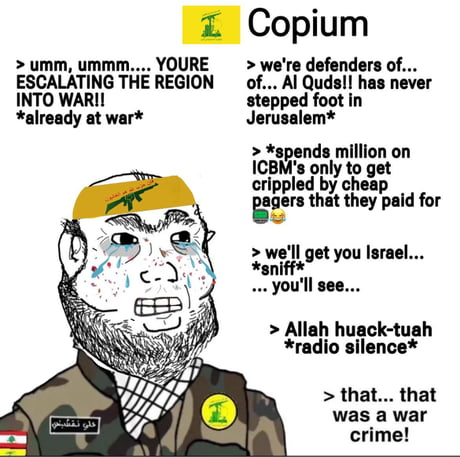 Copium
> umm, ummm.... YOURE
ESCALATING THE REGION
INTO WAR!!
*already at war*
> we're defenders of...
of... Al Quds!! has never
stepped foot in
Jerusalem*
> *spends million on
ICBM's only to get
crippled by cheap
pagers that they paid for
📟😂
> we'll get you Israel...
*sniff*
... you'll see...
> Allah huack-tuah
*radio silence*
> that... that
was a war
crime!